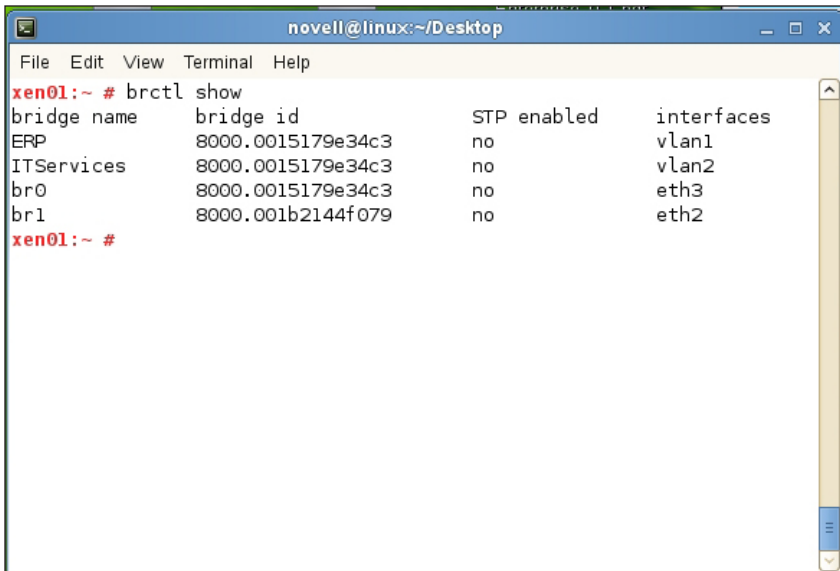 novell@linux:~/Desktop
File Edit View Terminal Help
xen01:~ # brctl show
bridge name bridge id STP enabled interfaces
ERP 8000.0015179e34c3 no vlan1
ITServices 8000.0015179e34c3 no vlan2
br0 8000.0015179e34c3 no eth3
br1 8000.001b2144f079 no eth2
xen01:~ #